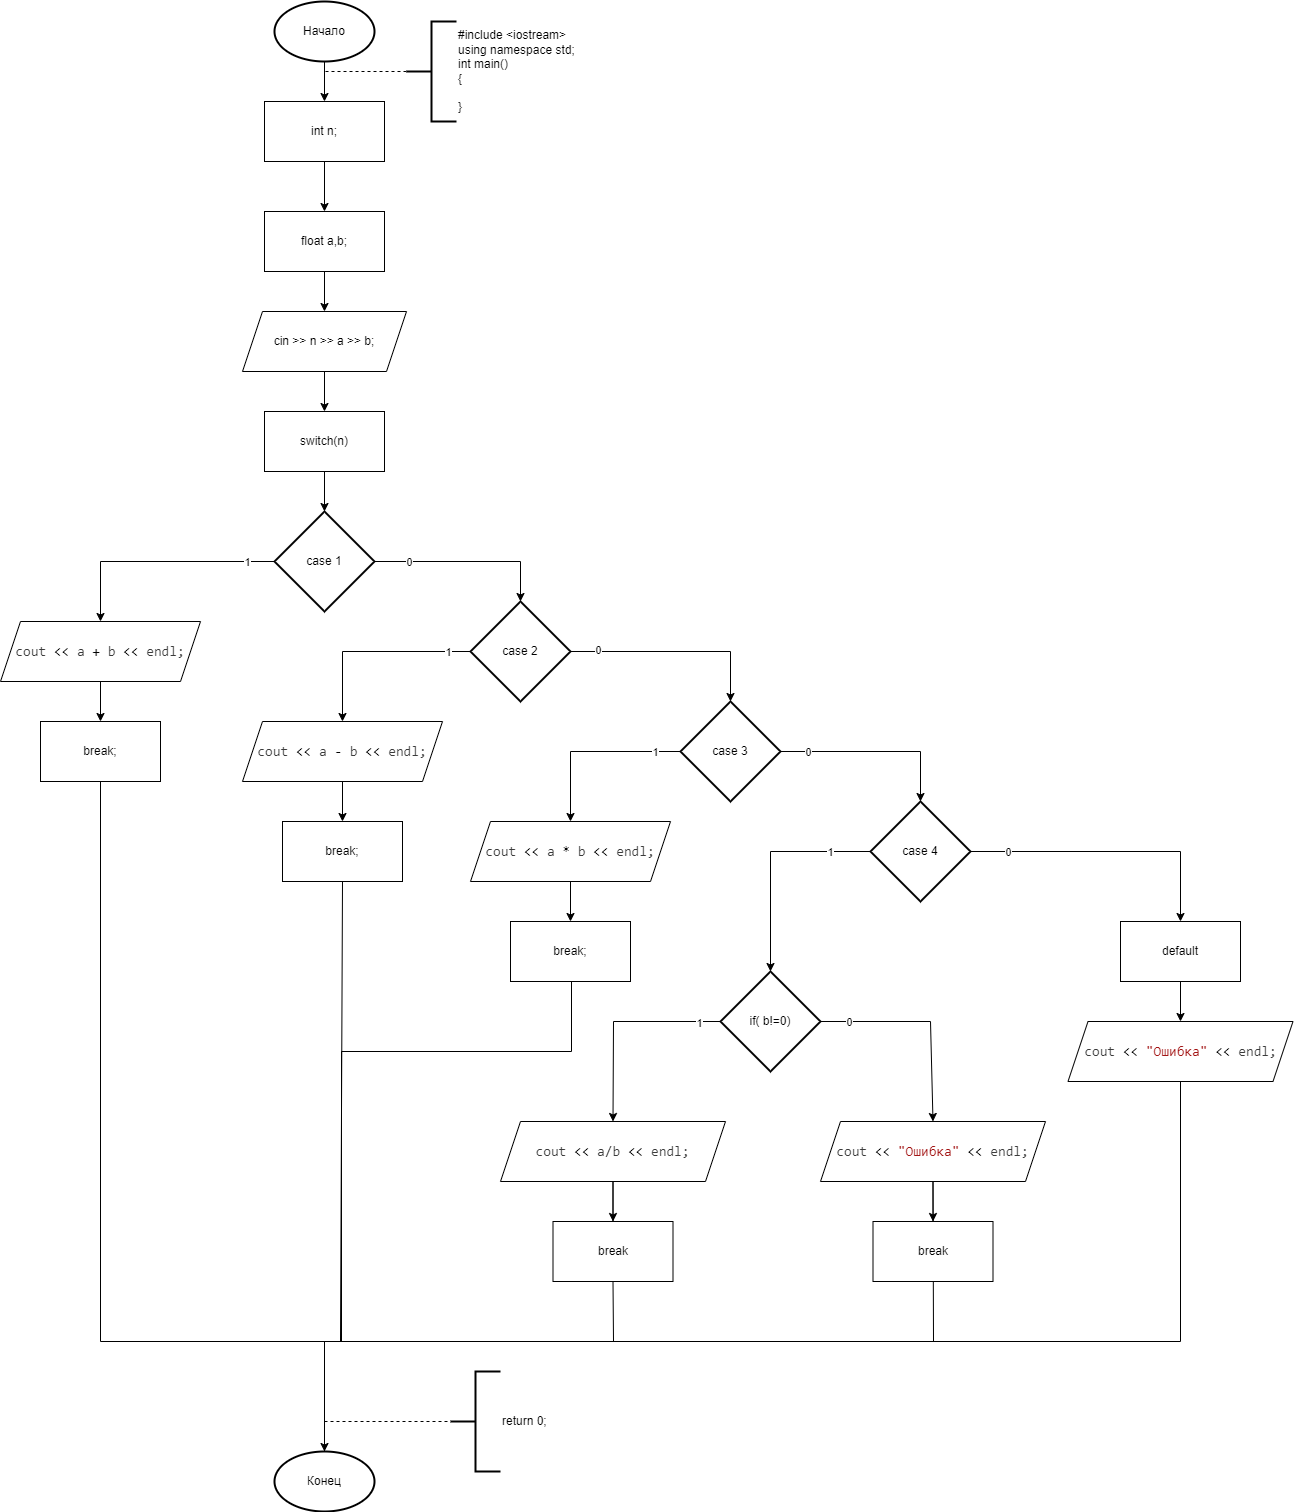 Начало
#include <iostream>
using namespace std;
int main()
{
}
int n;
float a,b;
cin >> n >> a >> b;
switch(n)
case 1
1
0
cout << a + b << endl;
break;
case 2
1
0
cout << a - b << endl;
break;
case 3
1
0
cout << a * b << endl;
break;
case 4
1
0
if( b!=0)
1
0
cout << a/b << endl;
break
cout << "Ошибка" << endl;
break
default
cout << "Ошибка" << endl;
return 0;
Конец